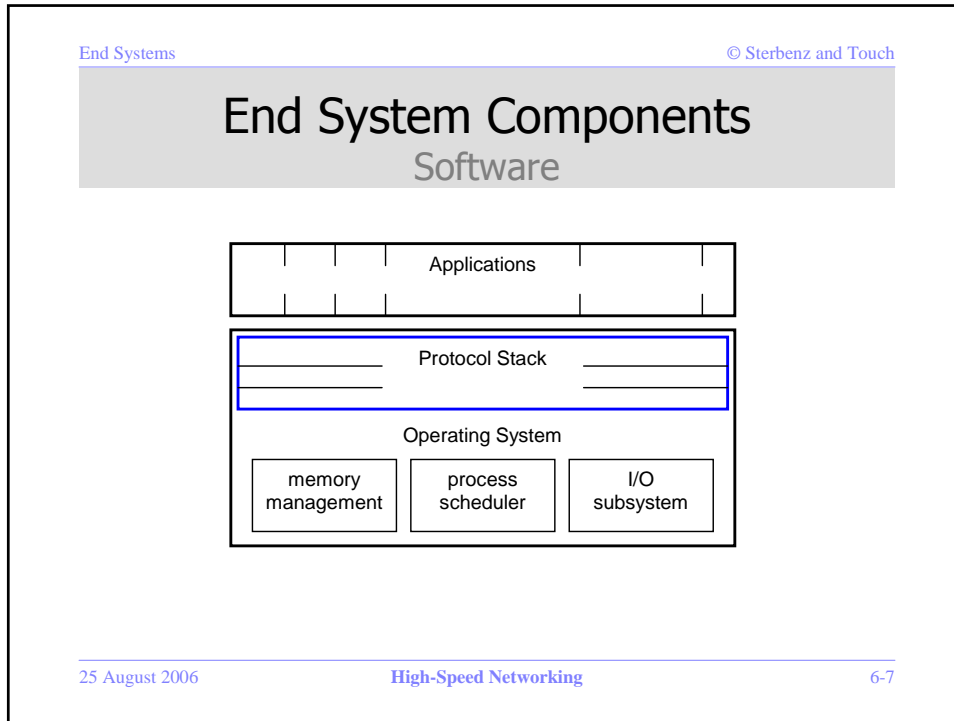 End Systems © Sterbenz and Touch
End System Components
Software
Applications
Protocol Stack
Operating System
memory management
process scheduler
I/O subsystem
25 August 2006 High-Speed Networking 6-7